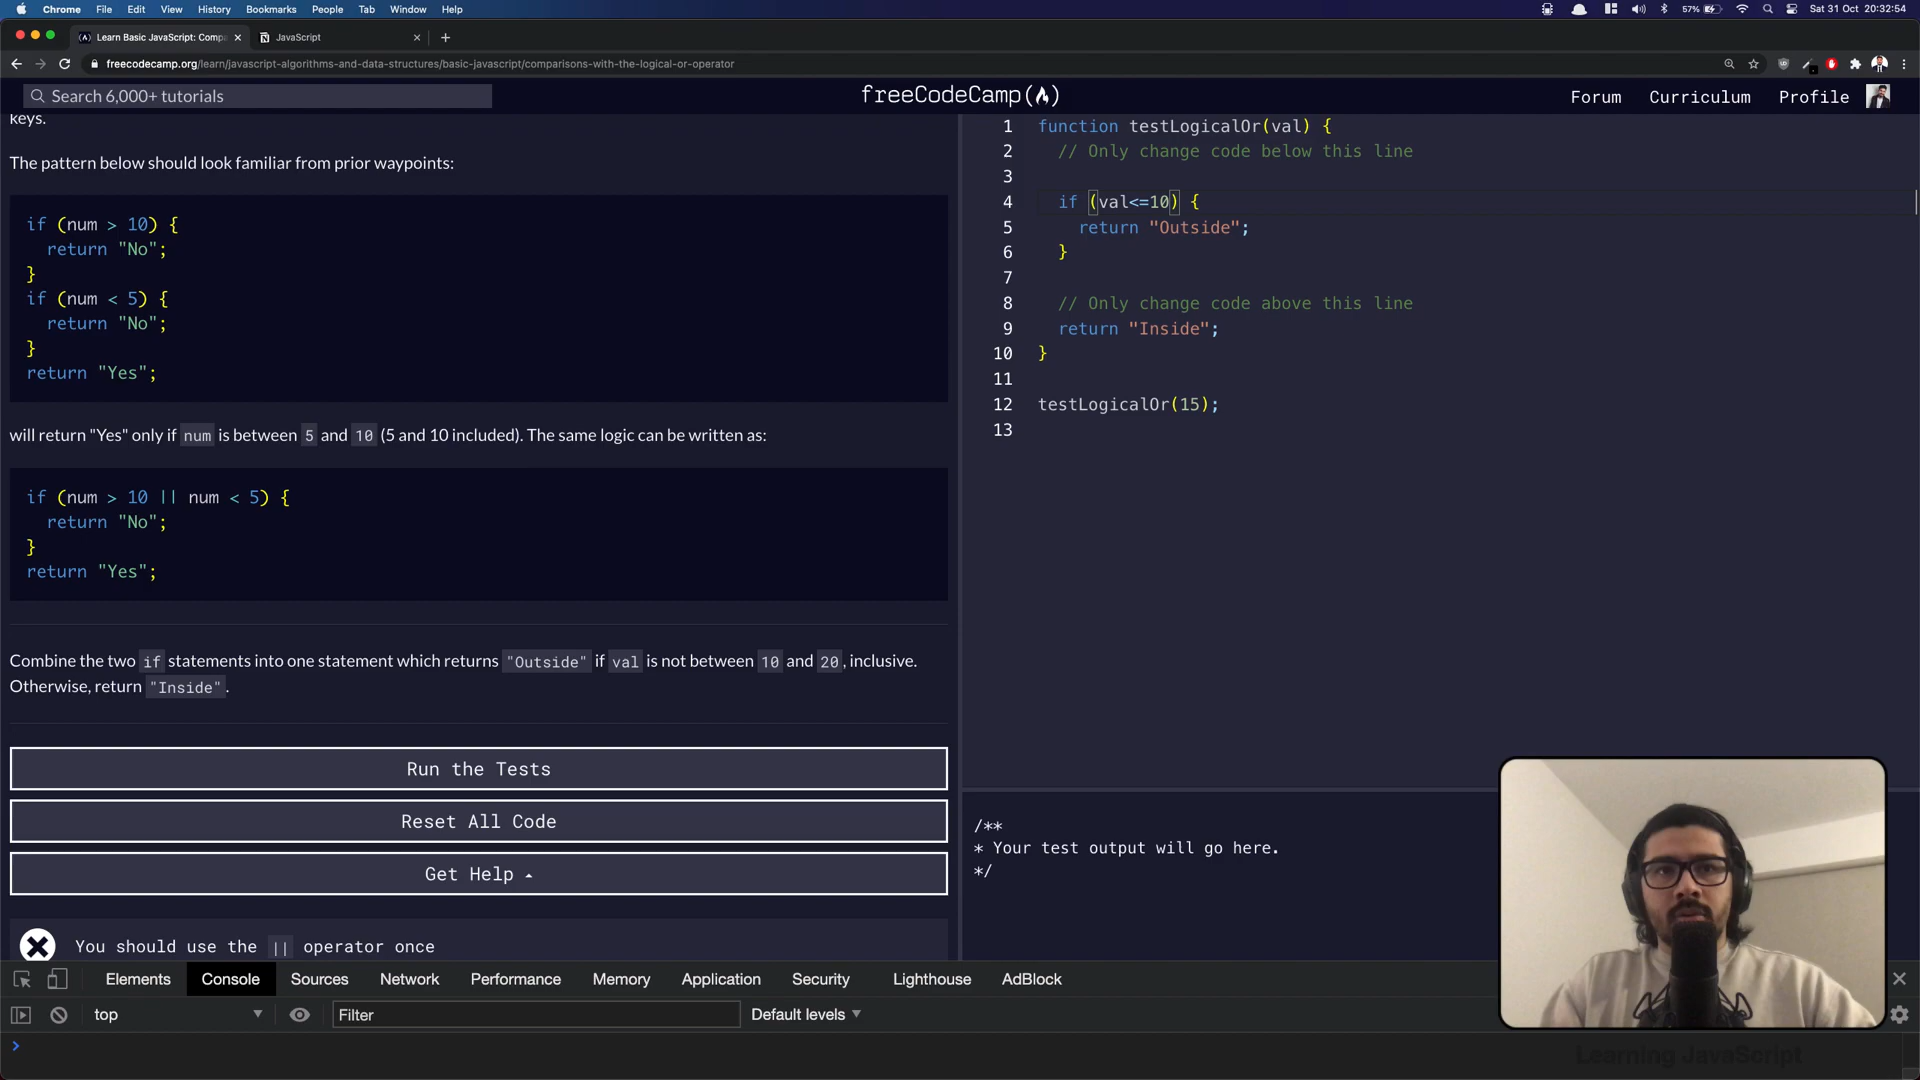 Chrome File Edit View History Bookmarks People Tab Window Help 57% Sat 31 Oct 20:32:54
Learn Basic JavaScript: Compa JavaScript
freecodecamp.org/learn/javascript-algorithms-and-data-structures/basic-javascript/comparisons-with-the-logical-or-operator
Search 6,000+ tutorials freeCodeCamp Forum Curriculum Profile
keys.
The pattern below should look familiar from prior waypoints:
if (num > 10) {
return "No";
}
if (num < 5) {
return "No";
}
return "Yes";
will return "Yes" only if num is between 5 and 10 (5 and 10 included). The same logic can be written as:
if (num > 10 || num < 5) {
return "No";
}
return "Yes";
Combine the two if statements into one statement which returns "Outside" if val is not between 10 and 20, inclusive.
Otherwise, return "Inside".
Run the Tests
Reset All Code
Get Help
You should use the || operator once
1 function testLogicalOr(val) {
2 // Only change code below this line
3
4 if (val<=10) {
5 return "Outside";
6 }
7
8 // Only change code above this line
9 return "Inside";
10 }
11
12 testLogicalOr(15);
13
/**
* Your test output will go here.
*/
Elements Console Sources Network Performance Memory Application Security Lighthouse AdBlock
top Filter Default levels
>
Learning JavaScript